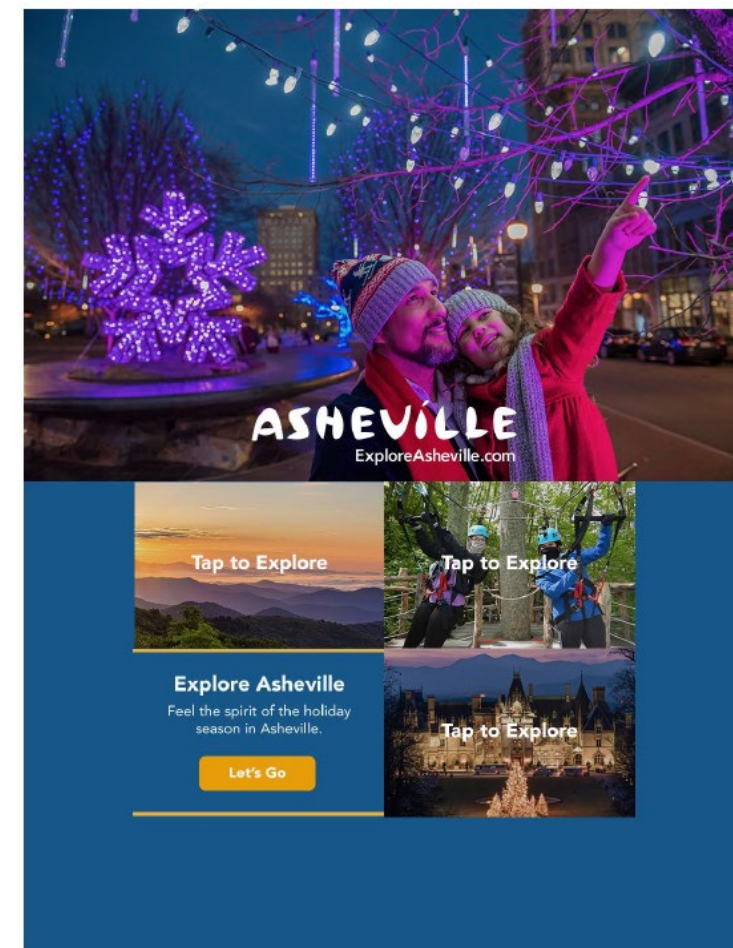 ASHEVÍLLE
ExploreAsheville.com
Tap to Explore
Tap to Explore
Explore Asheville
Feel the spirit of the holiday
season in Asheville.
Let's Go
Tap to Explore